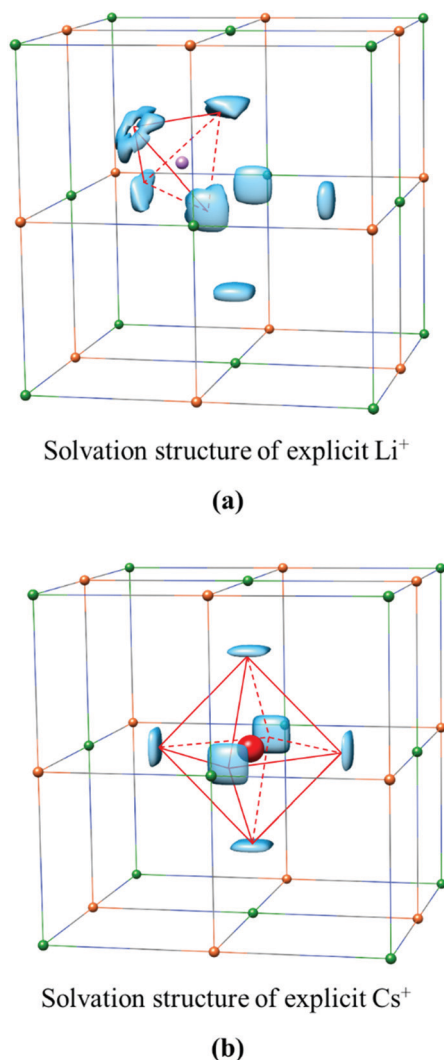 Solvation structure of explicit Li⁺
(a)
Solvation structure of explicit Cs⁺
(b)